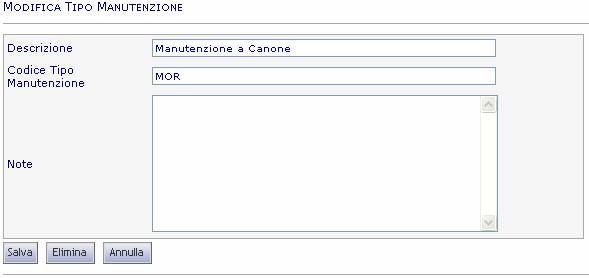 Modifica Tipo Manutenzione
Descrizione Manutenzione a Canone
Codice Tipo
Manutenzione MOR
Note
Salva Elimina Annulla